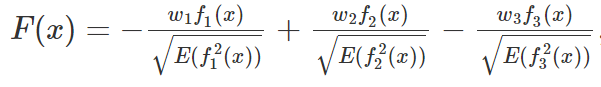 F(x) = − w₁f₁(x) / √E(f₁²(x)) + w₂f₂(x) / √E(f₂²(x)) − w₃f₃(x) / √E(f₃²(x)) .